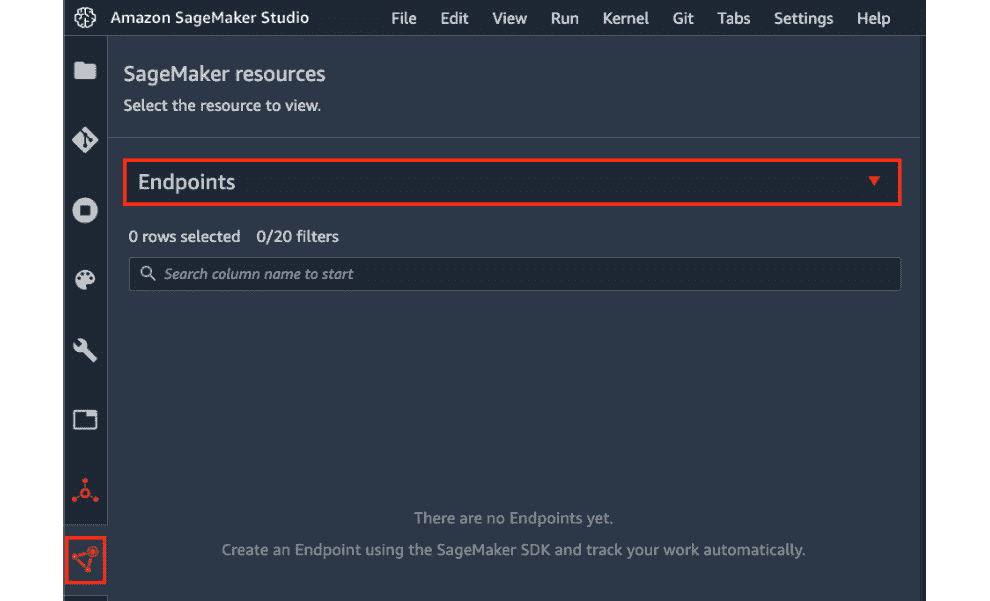 Amazon SageMaker Studio File Edit View Run Kernel Git Tabs Settings Help
SageMaker resources
Select the resource to view.
Endpoints
0 rows selected 0/20 filters
Search column name to start
There are no Endpoints yet.
Create an Endpoint using the SageMaker SDK and track your work automatically.